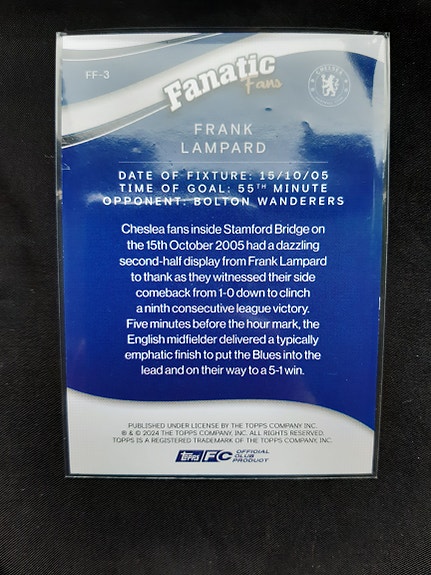 FF-3
Fanatic
Fans
CHELSEA
FRANK
LAMPARD
DATE OF FIXTURE: 15/10/05
TIME OF GOAL: 55TH MINUTE
OPPONENT: BOLTON WANDERERS
Cheslea fans inside Stamford Bridge on
the 15th October 2005 had a dazzling
second-half display from Frank Lampard
to thank as they witnessed their side
comeback from 1-0 down to clinch
a ninth consecutive league victory.
Five minutes before the hour mark, the
English midfielder delivered a typically
emphatic finish to put the Blues into the
lead and on their way to a 5-1 win.
PUBLISHED UNDER LICENSE BY THE TOPPS COMPANY INC.
® & © 2024 THE TOPPS COMPANY, INC. ALL RIGHTS RESERVED.
TOPPS IS A REGISTERED TRADEMARK OF THE TOPPS COMPANY, INC.
TOPPS FC OFFICIAL CLUB PRODUCT